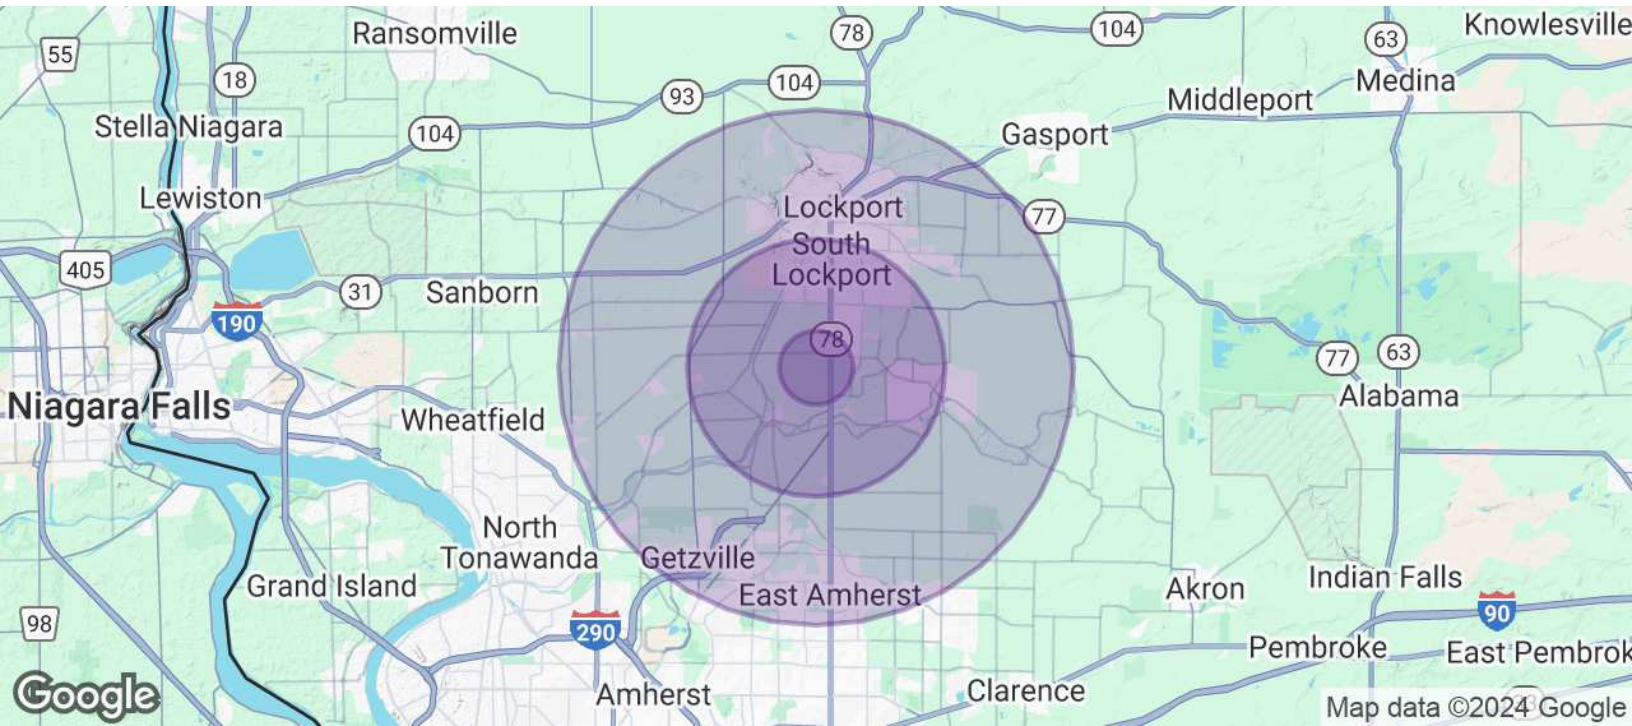 Ransomville
78
104
63
Knowlesville
55
18
93
104
Medina
Middleport
Stella Niagara
104
Gasport
Lewiston
Lockport
77
South
Lockport
405
31
Sanborn
190
78
77
63
Alabama
Niagara Falls
Wheatfield
North
Tonawanda
Getzville
Grand Island
East Amherst
Akron
Indian Falls
98
290
90
Pembroke
East Pembrok
Google
Amherst
Clarence
Map data ©2024 Google